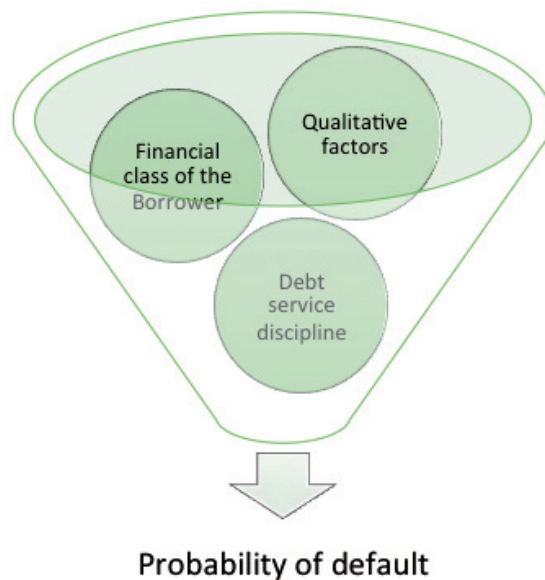 Financial
class of the
Borrower
Qualitative
factors
Debt
service
discipline
Probability of default